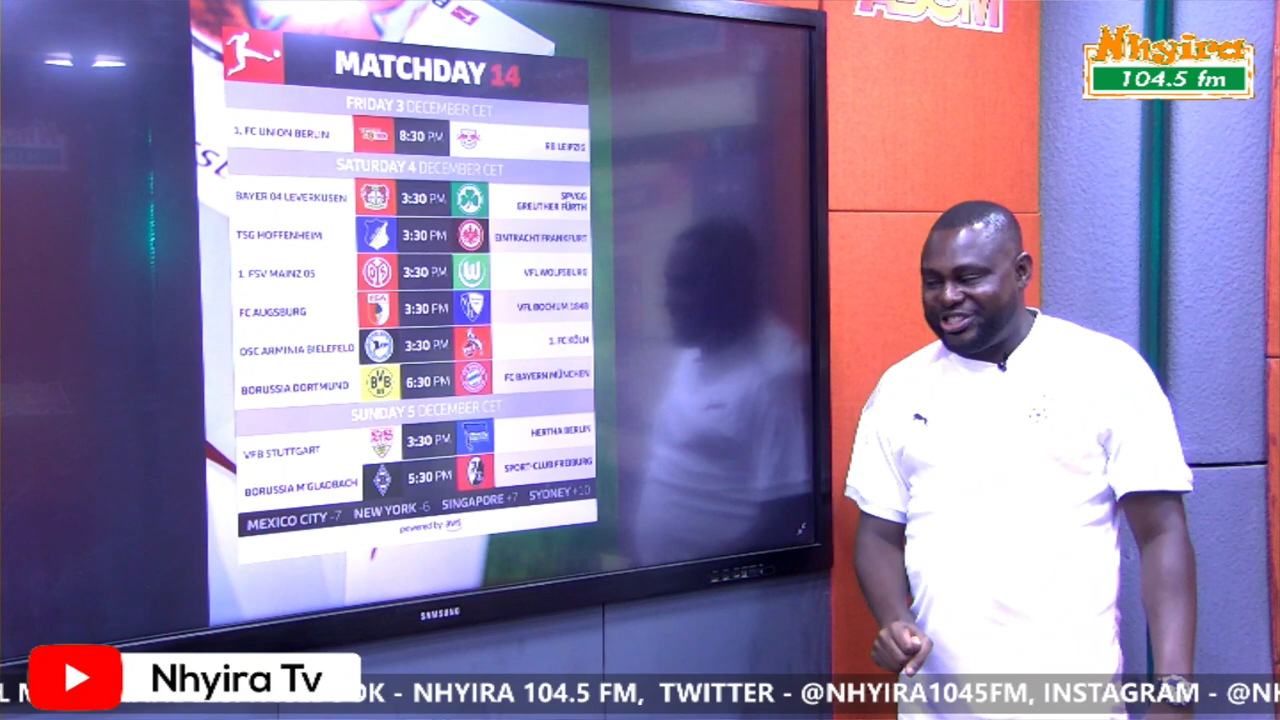 Nhyira
104.5 fm
MATCHDAY 14
FRIDAY 3 DECEMBER CET
1. FC UNION BERLIN 8:30 PM RB LEIPZIG
SATURDAY 4 DECEMBER CET
BAYER 04 LEVERKUSEN 3:30 PM SPVGG GREUTHER FÜRTH
TSG HOFFENHEIM 3:30 PM EINTRACHT FRANKFURT
1. FSV MAINZ 05 3:30 PM VFL WOLFSBURG
FC AUGSBURG 3:30 PM VFL BOCHUM 1848
DSC ARMINIA BIELEFELD 3:30 PM 1. FC KÖLN
BORUSSIA DORTMUND BVB 6:30 PM FC BAYERN MÜNCHEN
SUNDAY 5 DECEMBER CET
VFB STUTTGART 3:30 PM HERTHA BERLIN
BORUSSIA M'GLADBACH 5:30 PM SPORT-CLUB FREIBURG
MEXICO CITY -7 NEW YORK -6 SINGAPORE +7 SYDNEY +10
powered by aws
SAMSUNG
Nhyira Tv
OK - NHYIRA 104.5 FM, TWITTER - @NHYIRA1045FM, INSTAGRAM - @NH